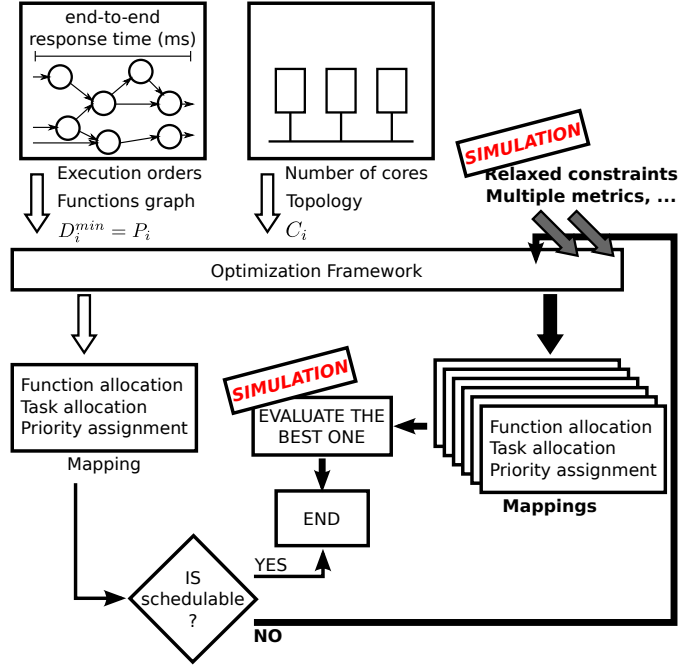 end-to-end
response time (ms)
Execution orders
Functions graph
$D_i^{min} = P_i$
Number of cores
Topology
$C_i$
SIMULATION
Relaxed constraints
Multiple metrics, ...
Optimization Framework
Function allocation
Task allocation
Priority assignment
Mapping
SIMULATION
EVALUATE THE
BEST ONE
END
Function allocation
Task allocation
Priority assignment
Mappings
IS
schedulable
?
YES
NO